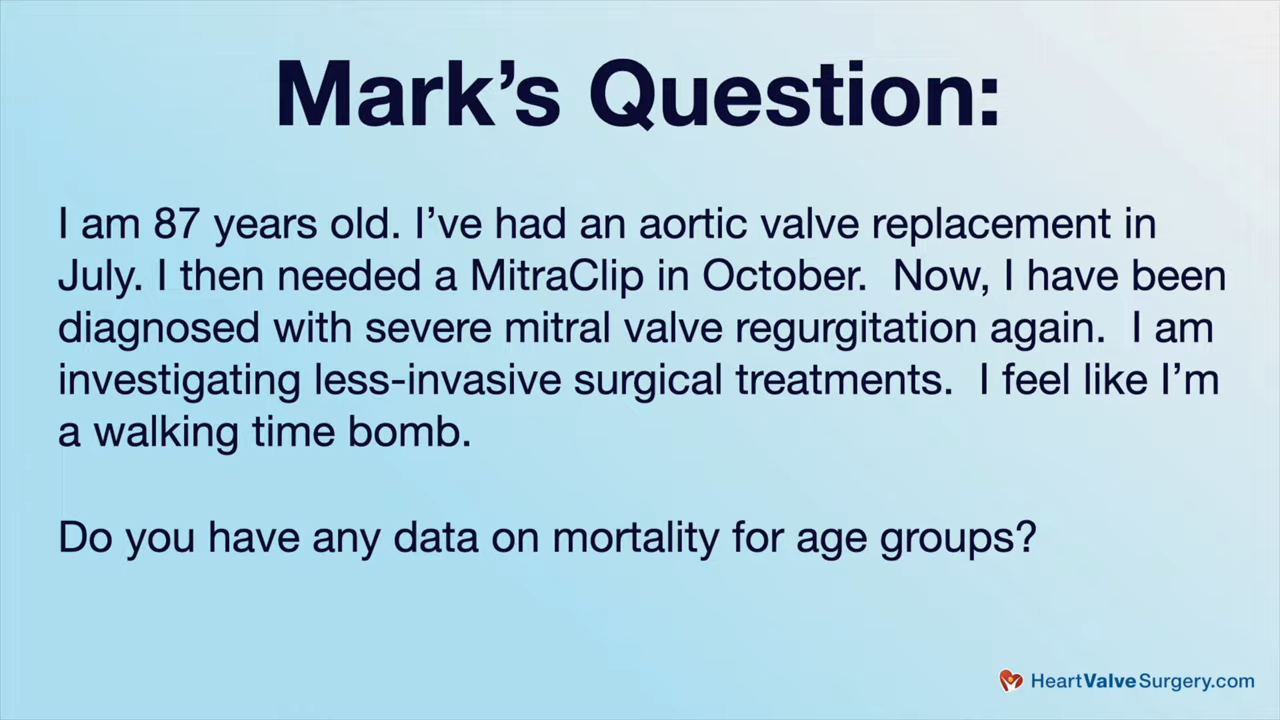 Mark’s Question:
I am 87 years old. I’ve had an aortic valve replacement in
July. I then needed a MitraClip in October.  Now, I have been
diagnosed with severe mitral valve regurgitation again.  I am
investigating less-invasive surgical treatments.  I feel like I’m
a walking time bomb.
Do you have any data on mortality for age groups?
HeartValveSurgery.com